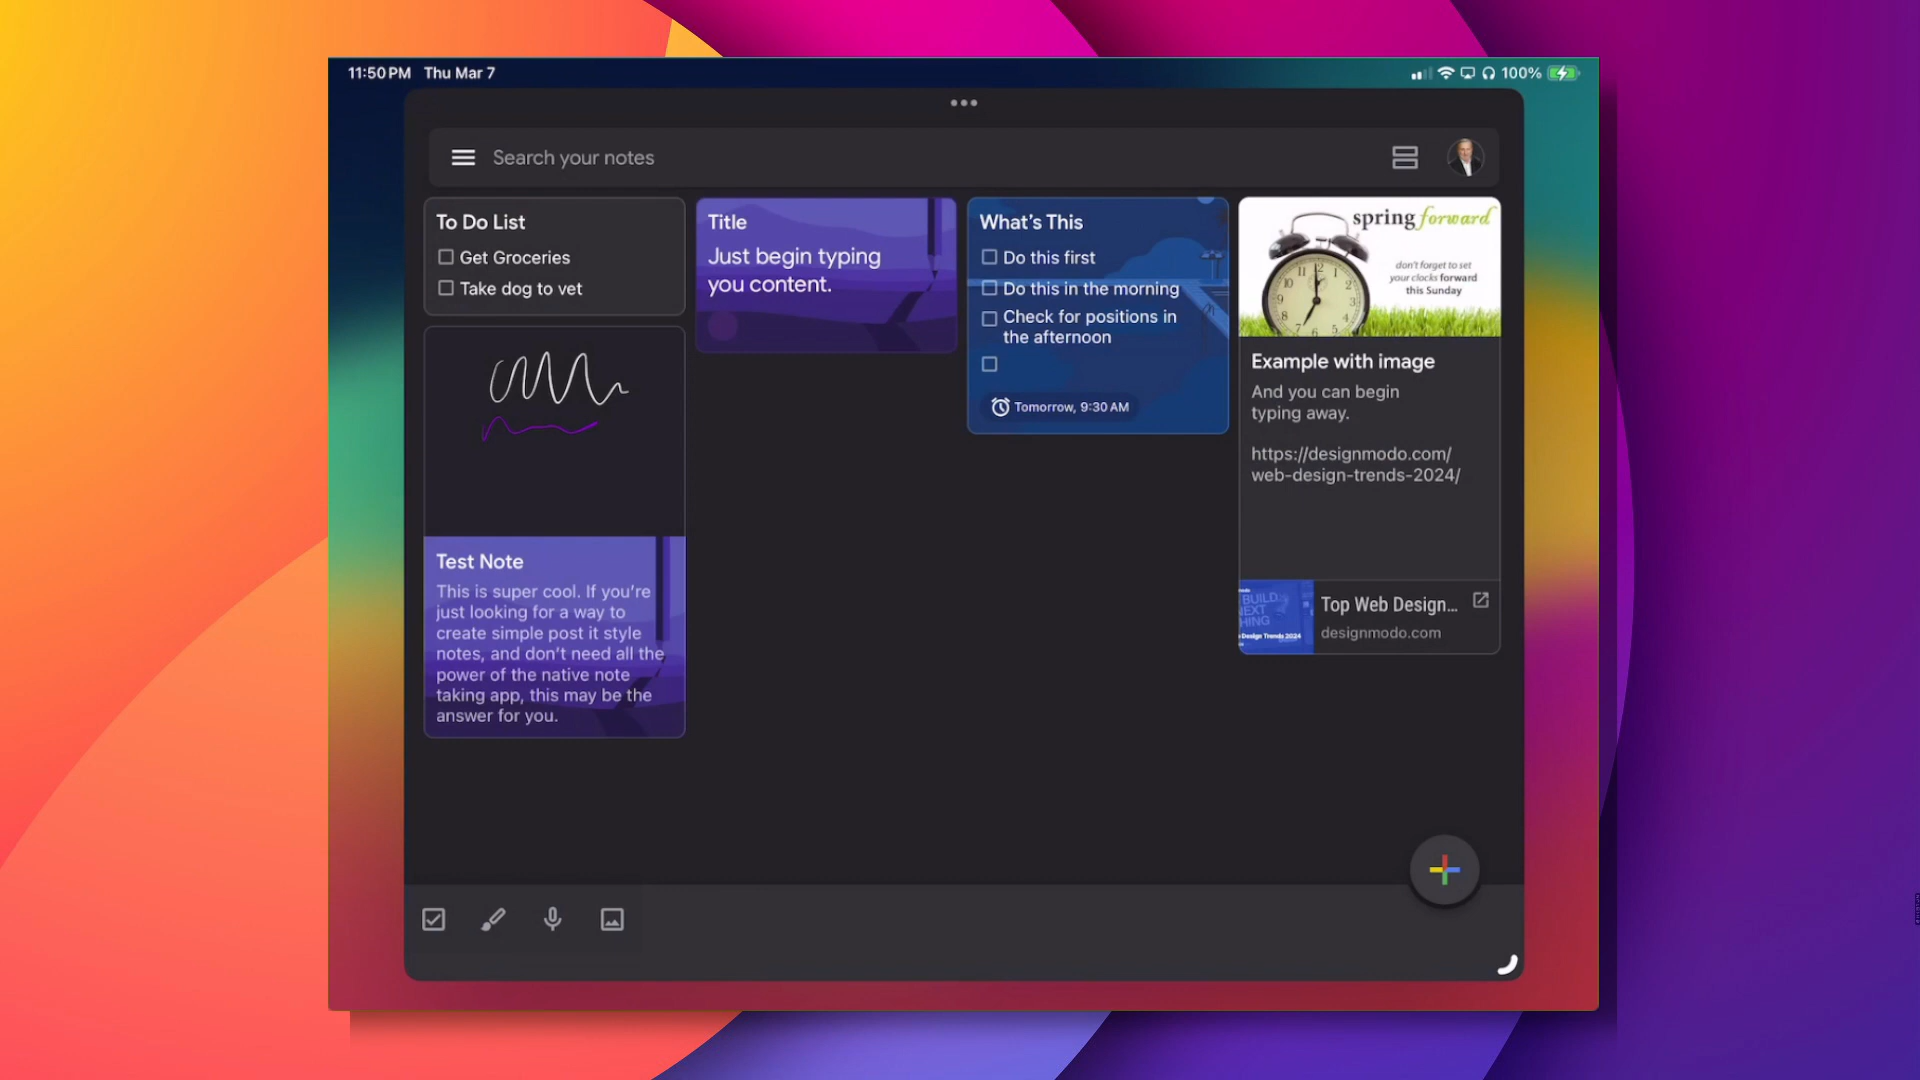 11:50 PM Thu Mar 7
100%
Search your notes
To Do List
Get Groceries
Take dog to vet
Test Note
This is super cool. If you’re
just looking for a way to
create simple post it style
notes, and don’t need all the
power of the native note
taking app, this may be the
answer for you.
Title
Just begin typing
you content.
What’s This
Do this first
Do this in the morning
Check for positions in
the afternoon
Tomorrow, 9:30 AM
spring forward
don't forget to set
your clocks forward
this Sunday
Example with image
And you can begin
typing away.
https://designmodo.com/
web-design-trends-2024/
BUILD
NEXT
Design Trends 2024
Top Web Design...
designmodo.com